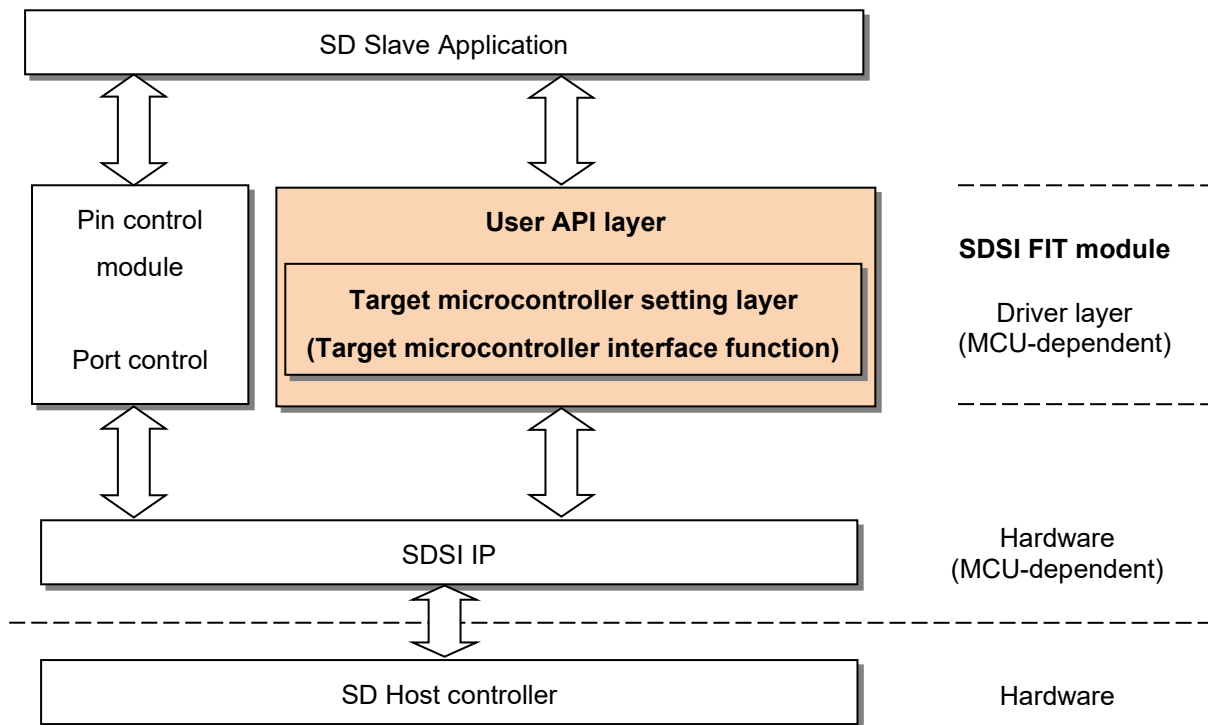 SD Slave Application
Pin control
module
Port control
User API layer
Target microcontroller setting layer
(Target microcontroller interface function)
SDSI FIT module
Driver layer
(MCU-dependent)
SDSI IP
Hardware
(MCU-dependent)
SD Host controller
Hardware